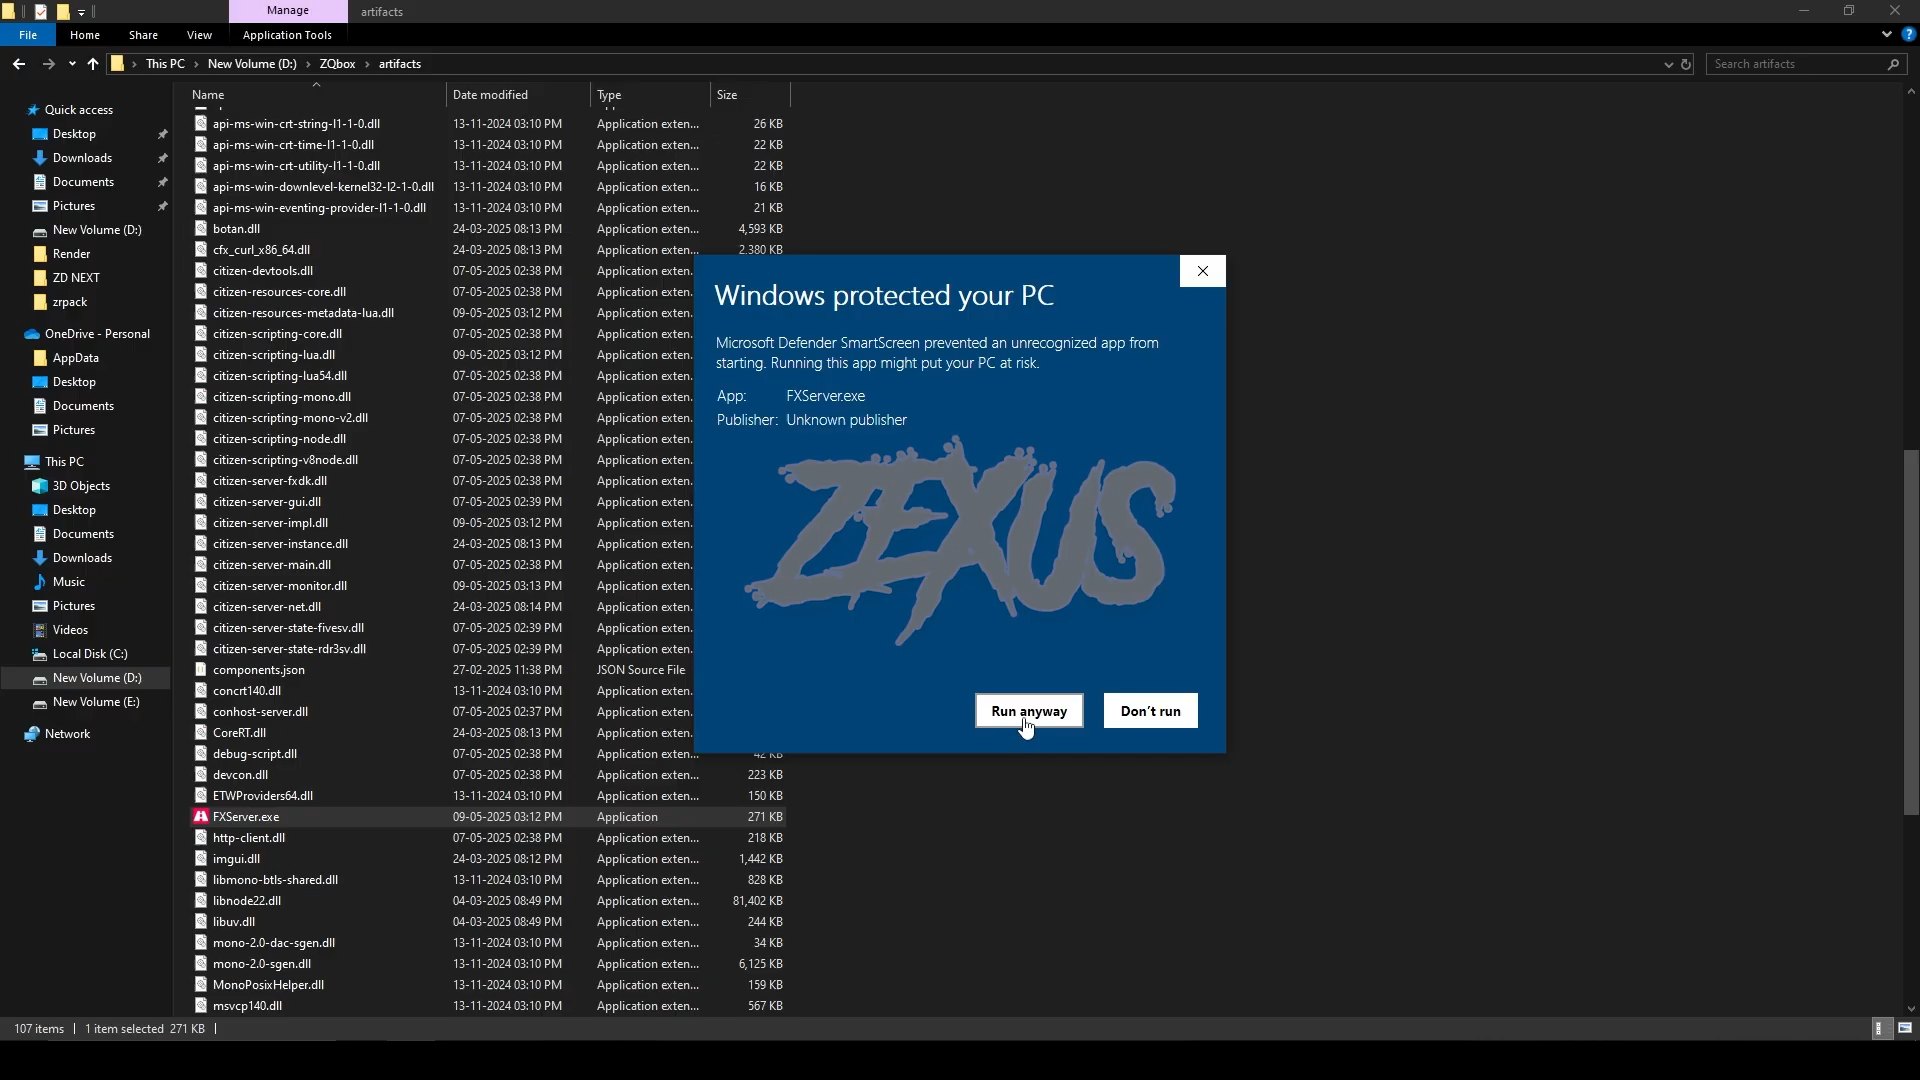 Manage
artifacts
File
Home
Share
View
Application Tools
This PC
New Volume (D:)
ZQbox
artifacts
Search artifacts
Name
Date modified
Type
Size
Quick access
Desktop
Downloads
Documents
Pictures
New Volume (D:)
Render
ZD NEXT
zrpack
OneDrive - Personal
AppData
Desktop
Documents
Pictures
This PC
3D Objects
Desktop
Documents
Downloads
Music
Pictures
Videos
Local Disk (C:)
New Volume (D:)
New Volume (E:)
Network
api-ms-win-crt-string-l1-1-0.dll 13-11-2024 03:10 PM Application exten... 26 KB
api-ms-win-crt-time-l1-1-0.dll 13-11-2024 03:10 PM Application exten... 22 KB
api-ms-win-crt-utility-l1-1-0.dll 13-11-2024 03:10 PM Application exten... 22 KB
api-ms-win-downlevel-kernel32-l2-1-0.dll 13-11-2024 03:10 PM Application exten... 16 KB
api-ms-win-eventing-provider-l1-1-0.dll 13-11-2024 03:10 PM Application exten... 21 KB
botan.dll 24-03-2025 08:13 PM Application exten... 4,593 KB
cfx_curl_x86_64.dll 24-03-2025 08:13 PM Application exten... 2,380 KB
citizen-devtools.dll 07-05-2025 02:38 PM Application exten.
citizen-resources-core.dll 07-05-2025 02:38 PM Application exten.
citizen-resources-metadata-lua.dll 09-05-2025 03:12 PM Application exten.
citizen-scripting-core.dll 07-05-2025 02:38 PM Application exten.
citizen-scripting-lua.dll 09-05-2025 03:12 PM Application exten.
citizen-scripting-lua54.dll 07-05-2025 02:38 PM Application exten.
citizen-scripting-mono.dll 07-05-2025 02:38 PM Application exten.
citizen-scripting-mono-v2.dll 07-05-2025 02:38 PM Application exten.
citizen-scripting-node.dll 07-05-2025 02:38 PM Application exten.
citizen-scripting-v8node.dll 07-05-2025 02:38 PM Application exten.
citizen-server-fxdk.dll 07-05-2025 02:38 PM Application exten.
citizen-server-gui.dll 07-05-2025 02:39 PM Application exten.
citizen-server-impl.dll 09-05-2025 03:12 PM Application exten.
citizen-server-instance.dll 24-03-2025 08:13 PM Application exten.
citizen-server-main.dll 07-05-2025 02:38 PM Application exten.
citizen-server-monitor.dll 09-05-2025 03:13 PM Application exten.
citizen-server-net.dll 24-03-2025 08:14 PM Application exten.
citizen-server-state-fivesv.dll 07-05-2025 02:39 PM Application exten.
citizen-server-state-rdr3sv.dll 07-05-2025 02:39 PM Application exten.
components.json 27-02-2025 11:38 PM JSON Source File
concrt140.dll 13-11-2024 03:10 PM Application exten.
conhost-server.dll 07-05-2025 02:37 PM Application exten.
CoreRT.dll 24-03-2025 08:13 PM Application exten.
debug-script.dll 07-05-2025 02:38 PM Application exten... 42 KB
devcon.dll 07-05-2025 02:38 PM Application exten... 223 KB
ETWProviders64.dll 13-11-2024 03:10 PM Application exten... 150 KB
FXServer.exe 09-05-2025 03:12 PM Application 271 KB
http-client.dll 07-05-2025 02:38 PM Application exten... 218 KB
imgui.dll 24-03-2025 08:12 PM Application exten... 1,442 KB
libmono-btls-shared.dll 13-11-2024 03:10 PM Application exten... 828 KB
libnode22.dll 04-03-2025 08:49 PM Application exten... 81,402 KB
libuv.dll 04-03-2025 08:49 PM Application exten... 244 KB
mono-2.0-dac-sgen.dll 13-11-2024 03:10 PM Application exten... 34 KB
mono-2.0-sgen.dll 13-11-2024 03:10 PM Application exten... 6,125 KB
MonoPosixHelper.dll 13-11-2024 03:10 PM Application exten... 159 KB
msvcp140.dll 13-11-2024 03:10 PM Application exten... 567 KB
Windows protected your PC
Microsoft Defender SmartScreen prevented an unrecognized app from
starting. Running this app might put your PC at risk.
App: FXServer.exe
Publisher: Unknown publisher
ZEXUS
Run anyway
Don't run
107 items
1 item selected 271 KB